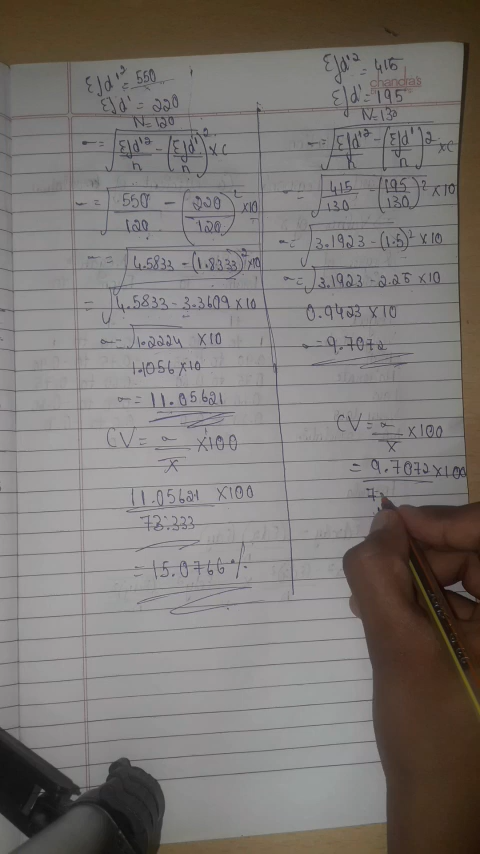 Σfd'² = 550
Σfd' = 220
N=120
σ = √Σfd'²/n - (Σfd'/n)² × c
σ = √550/120 - (220/120)² × 10
σ = √4.5833 - (1.8333)² × 10
= √4.5833 - 3.3609 × 10
σ = √1.2224 × 10
1.1056 × 10
σ = 11.05621
CV = σ/x × 100
11.05621 × 100
73.333
= 15.0766 %
Σfd'² = 415
chandra's
Σfd' = 195
N=130
σ = √Σfd'²/n - (Σfd'/n)² × c
σ = √415/130 - (195/130)² × 10
σ = √3.1923 - (1.5)² × 10
σ = √3.1923 - 2.25 × 10
0.9423 × 10
σ = 9.7072
CV = σ/x × 100
= 9.7072 × 100
7